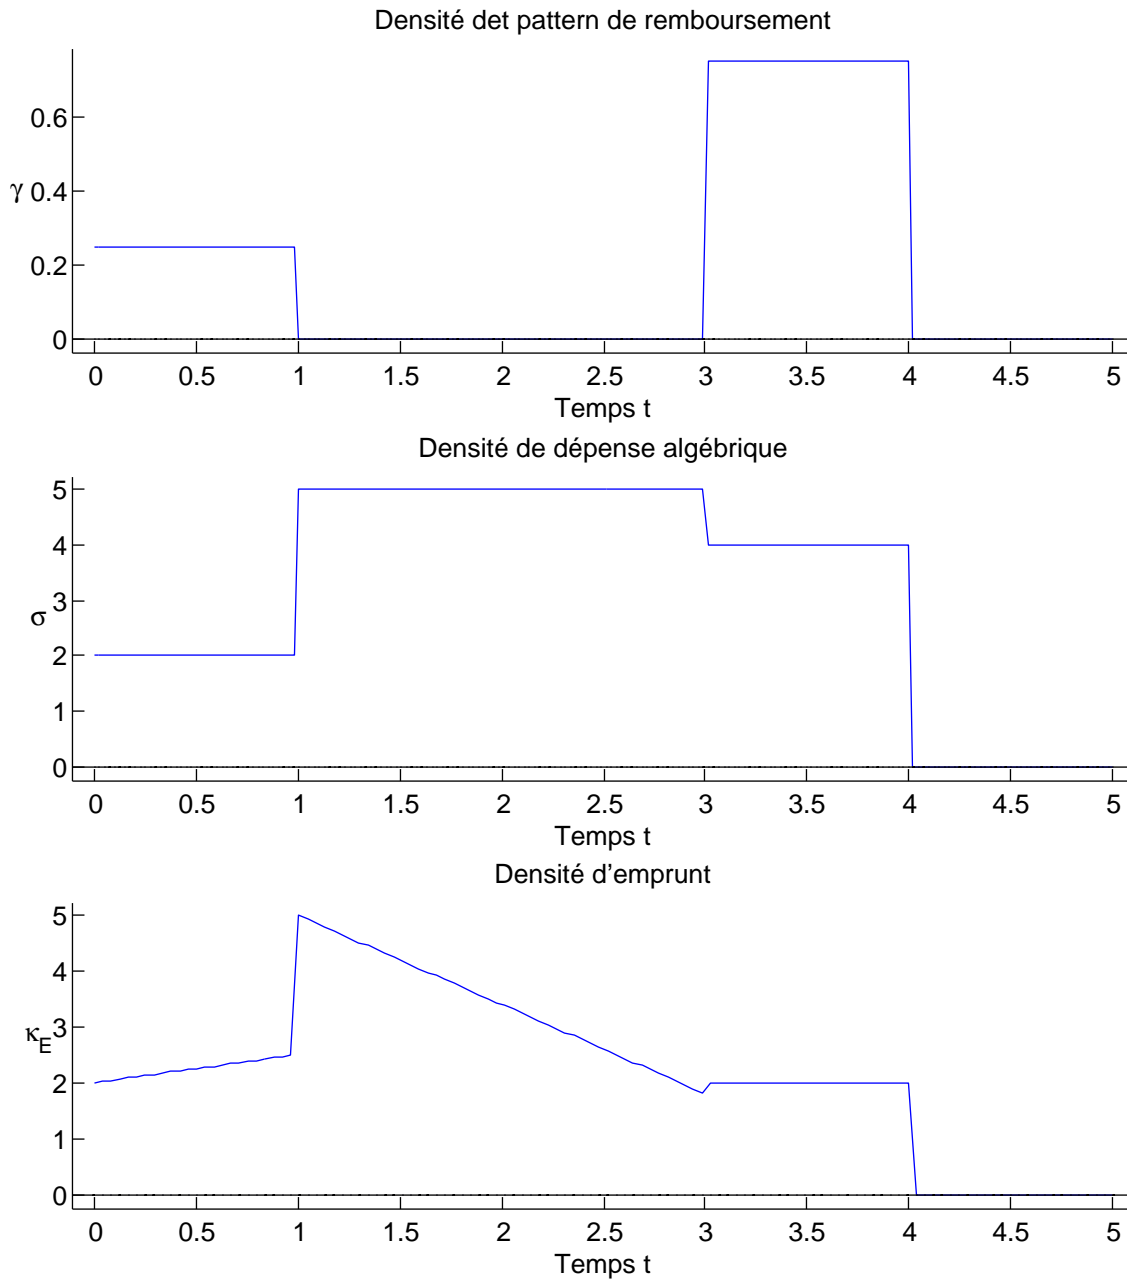 Densité det pattern de remboursement
0.6
γ 0.4
0.2
0
0 0.5 1 1.5 2 2.5 3 3.5 4 4.5 5
Temps t
Densité de dépense algébrique
5
4
3
σ
2
1
0
0 0.5 1 1.5 2 2.5 3 3.5 4 4.5 5
Temps t
Densité d'emprunt
5
4
κE 3
2
1
0
0 0.5 1 1.5 2 2.5 3 3.5 4 4.5 5
Temps t